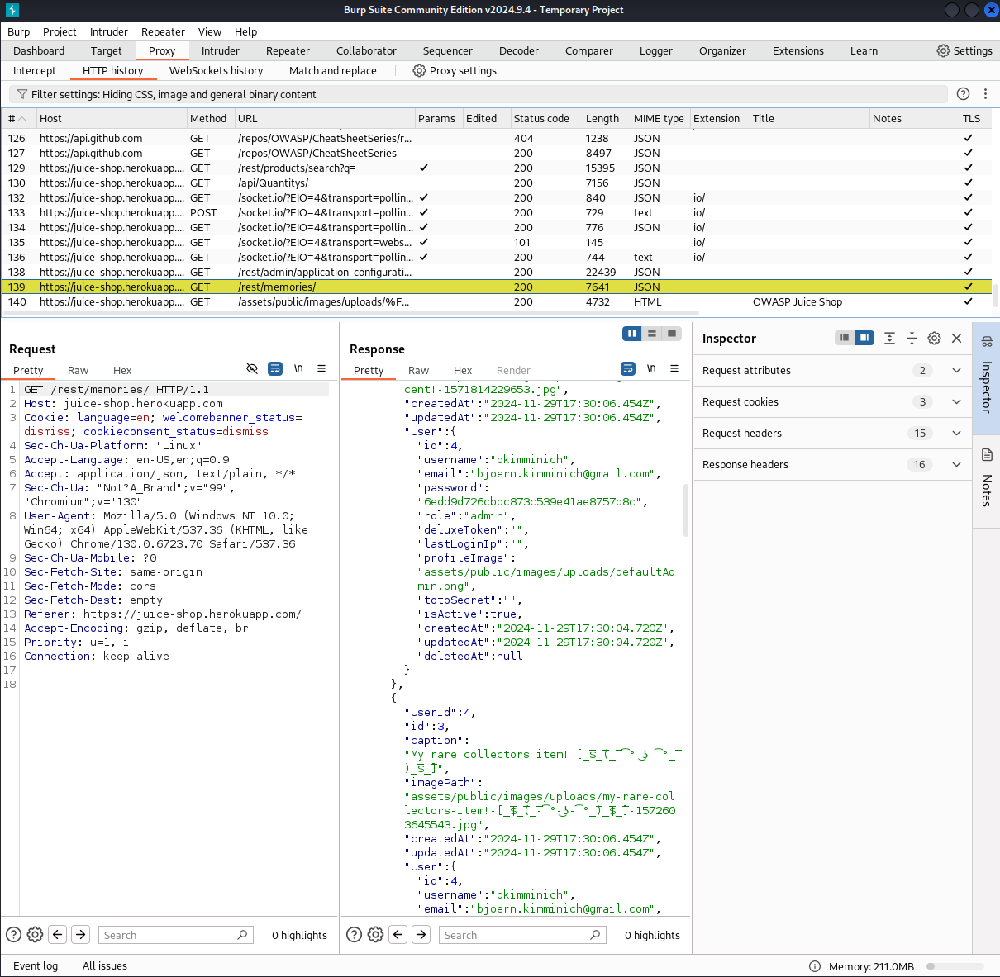 Burp Suite Community Edition v2024.9.4 - Temporary Project
Burp Project Intruder Repeater View Help
Dashboard Target Proxy Intruder Repeater Collaborator Sequencer Decoder Comparer Logger Organizer Extensions Learn Settings
Intercept HTTP history WebSockets history Match and replace Proxy settings
Filter settings: Hiding CSS, image and general binary content
# Host Method URL Params Edited Status code Length MIME type Extension Title Notes TLS
126 https://api.github.com GET /repos/OWASP/CheatSheetSeries/r... 404 1238 JSON ✓
127 https://api.github.com GET /repos/OWASP/CheatSheetSeries 200 8497 JSON ✓
129 https://juice-shop.herokuapp.... GET /rest/products/search?q= ✓ 200 15395 JSON ✓
130 https://juice-shop.herokuapp.... GET /api/Quantitys/ 200 7156 JSON ✓
132 https://juice-shop.herokuapp.... GET /socket.io/?EIO=4&transport=pollin... ✓ 200 840 JSON io/ ✓
133 https://juice-shop.herokuapp.... POST /socket.io/?EIO=4&transport=pollin... ✓ 200 729 text io/ ✓
134 https://juice-shop.herokuapp.... GET /socket.io/?EIO=4&transport=pollin... ✓ 200 776 JSON io/ ✓
135 https://juice-shop.herokuapp.... GET /socket.io/?EIO=4&transport=webs... ✓ 101 145 io/ ✓
136 https://juice-shop.herokuapp.... GET /socket.io/?EIO=4&transport=pollin... ✓ 200 744 text io/ ✓
138 https://juice-shop.herokuapp.... GET /rest/admin/application-configurati... 200 22439 JSON ✓
139 https://juice-shop.herokuapp.... GET /rest/memories/ 200 7641 JSON ✓
140 https://juice-shop.herokuapp.... GET /assets/public/images/uploads/%F... 200 4732 HTML OWASP Juice Shop ✓
Request
Pretty Raw Hex \n
1 GET /rest/memories/ HTTP/1.1
2 Host: juice-shop.herokuapp.com
3 Cookie: language=en; welcomebanner_status=
dismiss; cookieconsent_status=dismiss
4 Sec-Ch-Ua-Platform: "Linux"
5 Accept-Language: en-US,en;q=0.9
6 Accept: application/json, text/plain, */*
7 Sec-Ch-Ua: "Not?A_Brand";v="99",
"Chromium";v="130"
8 User-Agent: Mozilla/5.0 (Windows NT 10.0;
Win64; x64) AppleWebKit/537.36 (KHTML, like
Gecko) Chrome/130.0.6723.70 Safari/537.36
9 Sec-Ch-Ua-Mobile: ?0
10 Sec-Fetch-Site: same-origin
11 Sec-Fetch-Mode: cors
12 Sec-Fetch-Dest: empty
13 Referer: https://juice-shop.herokuapp.com/
14 Accept-Encoding: gzip, deflate, br
15 Priority: u=1, i
16 Connection: keep-alive
17
18
Search
0 highlights
Response
Pretty Raw Hex Render \n
cent!-1571814229653.jpg",
"createdAt":"2024-11-29T17:30:06.454Z",
"updatedAt":"2024-11-29T17:30:06.454Z",
"User":{
"id":4,
"username":"bkimminich",
"email":"bjoern.kimminich@gmail.com",
"password":
"6edd9d726cbdc873c539e41ae8757b8c",
"role":"admin",
"deluxeToken":"",
"lastLoginIp":"",
"profileImage":
"assets/public/images/uploads/defaultAd
min.png",
"totpSecret":"",
"isActive":true,
"createdAt":"2024-11-29T17:30:04.720Z",
"updatedAt":"2024-11-29T17:30:04.720Z",
"deletedAt":null
}
},
{
"UserId":4,
"id":3,
"caption":
"My rare collectors item! [̲̅$̲̅(̲̅ ͡° ͜ʖ ͡°̲̅
)̲̅$̲̅]",
"imagePath":
"assets/public/images/uploads/my-rare-col
lectors-item!-[̲̅$̲̅(̲̅-͡°-͜ʖ-͡°̲̅)̲̅$̲̅]-157260
3645543.jpg",
"createdAt":"2024-11-29T17:30:06.454Z",
"updatedAt":"2024-11-29T17:30:06.454Z",
"User":{
"id":4,
"username":"bkimminich",
"email":"bjoern.kimminich@gmail.com",
Search
0 highlights
Inspector
Request attributes 2
Request cookies 3
Request headers 15
Response headers 16
Inspector
Notes
Event log All issues Memory: 211.0MB